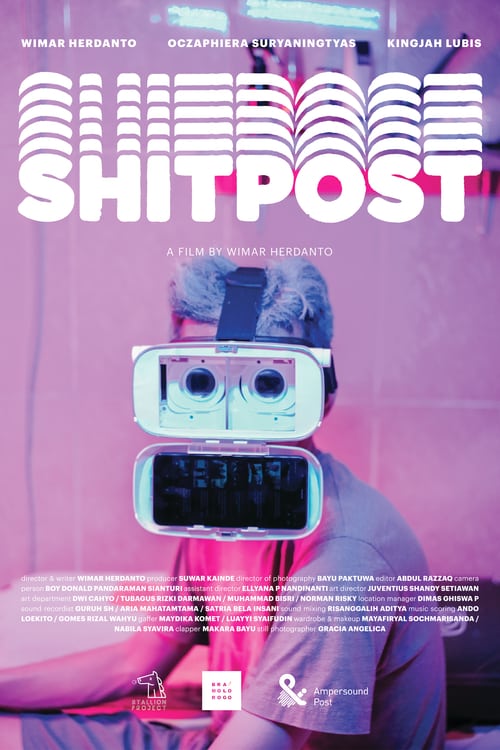 WIMAR HERDANTO OCZAPHIERA SURYANINGTYAS KINGJAH LUBIS
SHITPOST
A FILM BY WIMAR HERDANTO
director & writer WIMAR HERDANTO producer SUWAR KAINDE director of photography BAYU PAKTUWA editor ABDUL RAZZAQ camera
person BOY DONALD PANDARAMAN SIANTURI assistant director ELLYANA P NANDINANTI art director JUVENTIUS SHANDY SETIAWAN
art department DWI CAHYO / TUBAGUS RIZKI DARMAWAN / MUHAMMAD BISRI / NORMAN RISKY location manager DIMAS GHISWA P
sound recordist GURUH SH / ARIA MAHATAMTAMA / SATRIA BELA INSANI sound mixing RISANGGALIH ADITYA music scoring ANDO
LOEKITO / GOMES RIZAL WAHYU gaffer MAYDIKA KOMET / LUAYYI SYAIFUDIN wardrobe & makeup MAYAFIRYAL SOCHMARIBANDA /
NABILA SYAVIRA clapper MAKARA BAYU still photographer GRACIA ANGELICA
STALLION
PROJECT
BRA/
HOLO
ROGO
Ampersound
Post